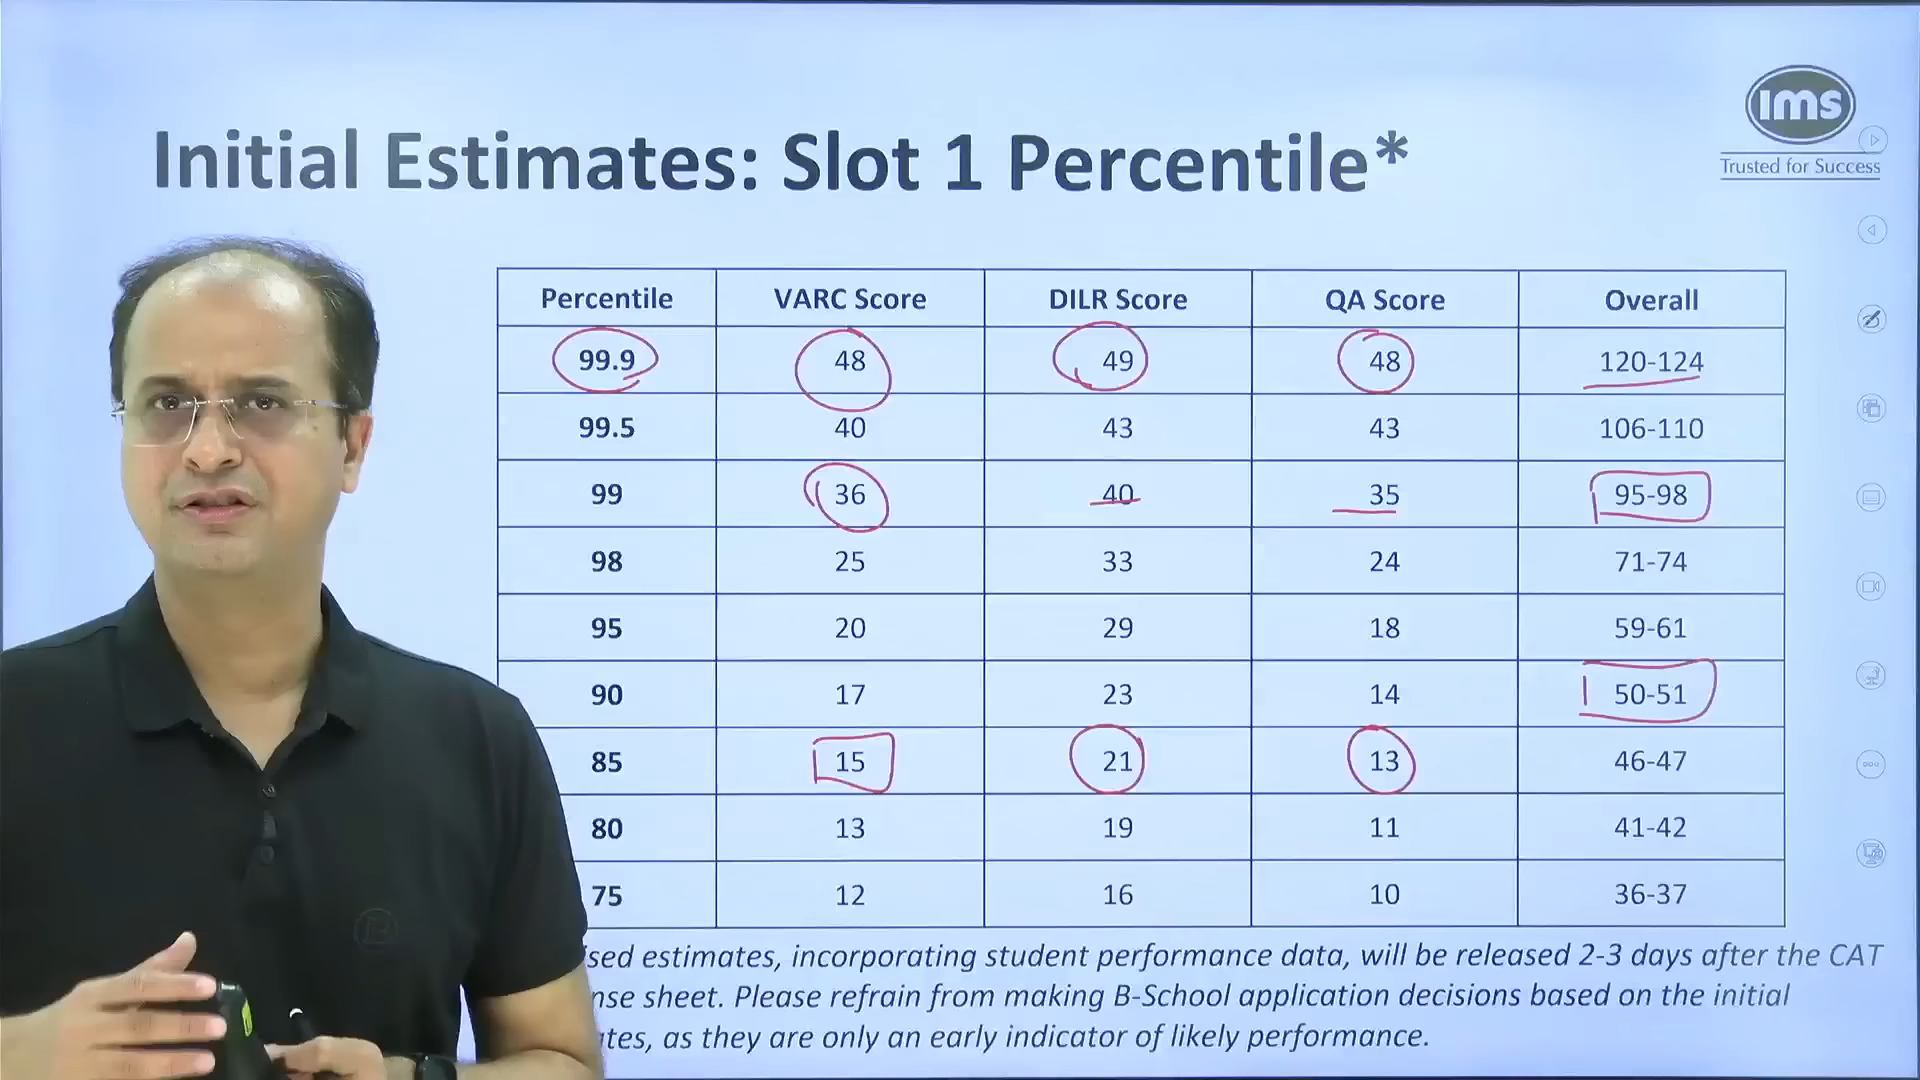 ims
Trusted for Success
Initial Estimates: Slot 1 Percentile*
Percentile VARC Score DILR Score QA Score Overall
99.9 48 49 48 120-124
99.5 40 43 43 106-110
99 36 40 35 95-98
98 25 33 24 71-74
95 20 29 18 59-61
90 17 23 14 50-51
85 15 21 13 46-47
80 13 19 11 41-42
75 12 16 10 36-37
estimates, incorporating student performance data, will be released 2-3 days after the CAT
sheet. Please refrain from making B-School application decisions based on the initial
as they are only an early indicator of likely performance.